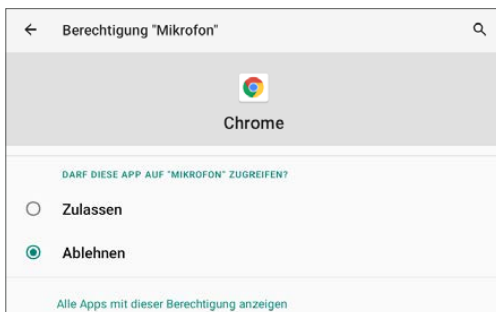 Berechtigung "Mikrofon"
Chrome
DARF DIESE APP AUF "MIKROFON" ZUGREIFEN?
Zulassen
Ablehnen
Alle Apps mit dieser Berechtigung anzeigen